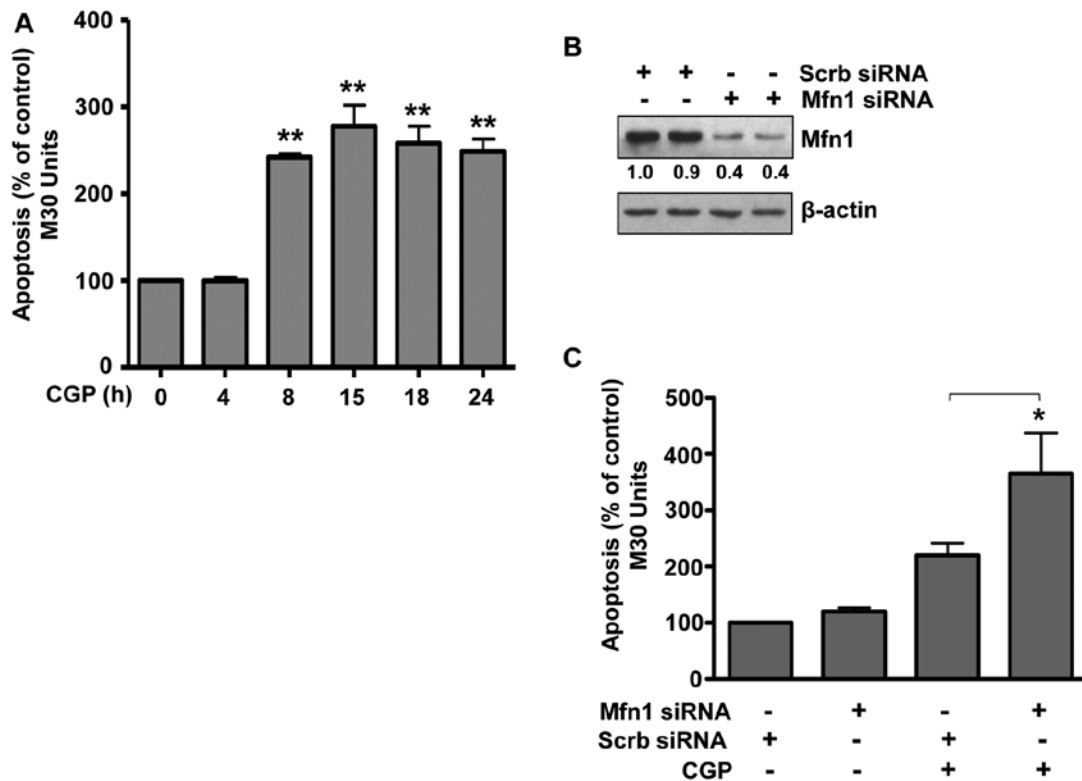 A
Apoptosis (% of control)
M30 Units
400
300
200
100
0
** ** ** **
CGP (h) 0 4 8 15 18 24
B
+ + - - Scrb siRNA
- - + + Mfn1 siRNA
Mfn1
1.0 0.9 0.4 0.4
β-actin
C
Apoptosis (% of control)
M30 Units
500
400
300
200
100
0
*
Mfn1 siRNA - + - +
Scrb siRNA + - + -
CGP - - + +